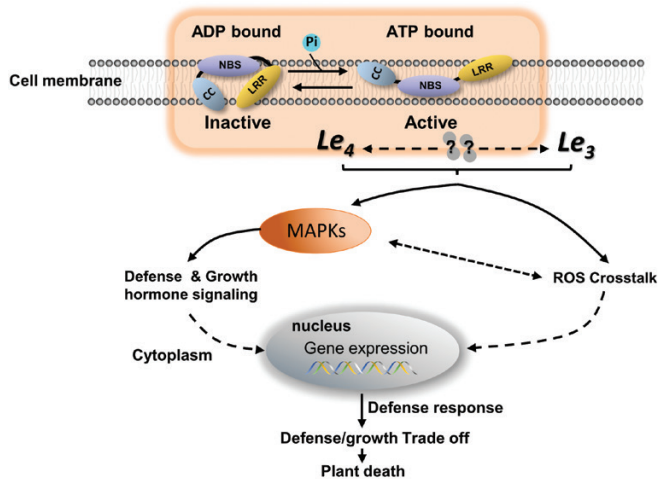 ADP bound
ATP bound
Pi
Cell membrane
NBS
CC
LRR
CC
NBS
LRR
Inactive
Active
Le4
? ?
Le3
MAPKs
Defense & Growth
hormone signaling
ROS Crosstalk
nucleus
Cytoplasm
Gene expression
Defense response
Defense/growth Trade off
Plant death